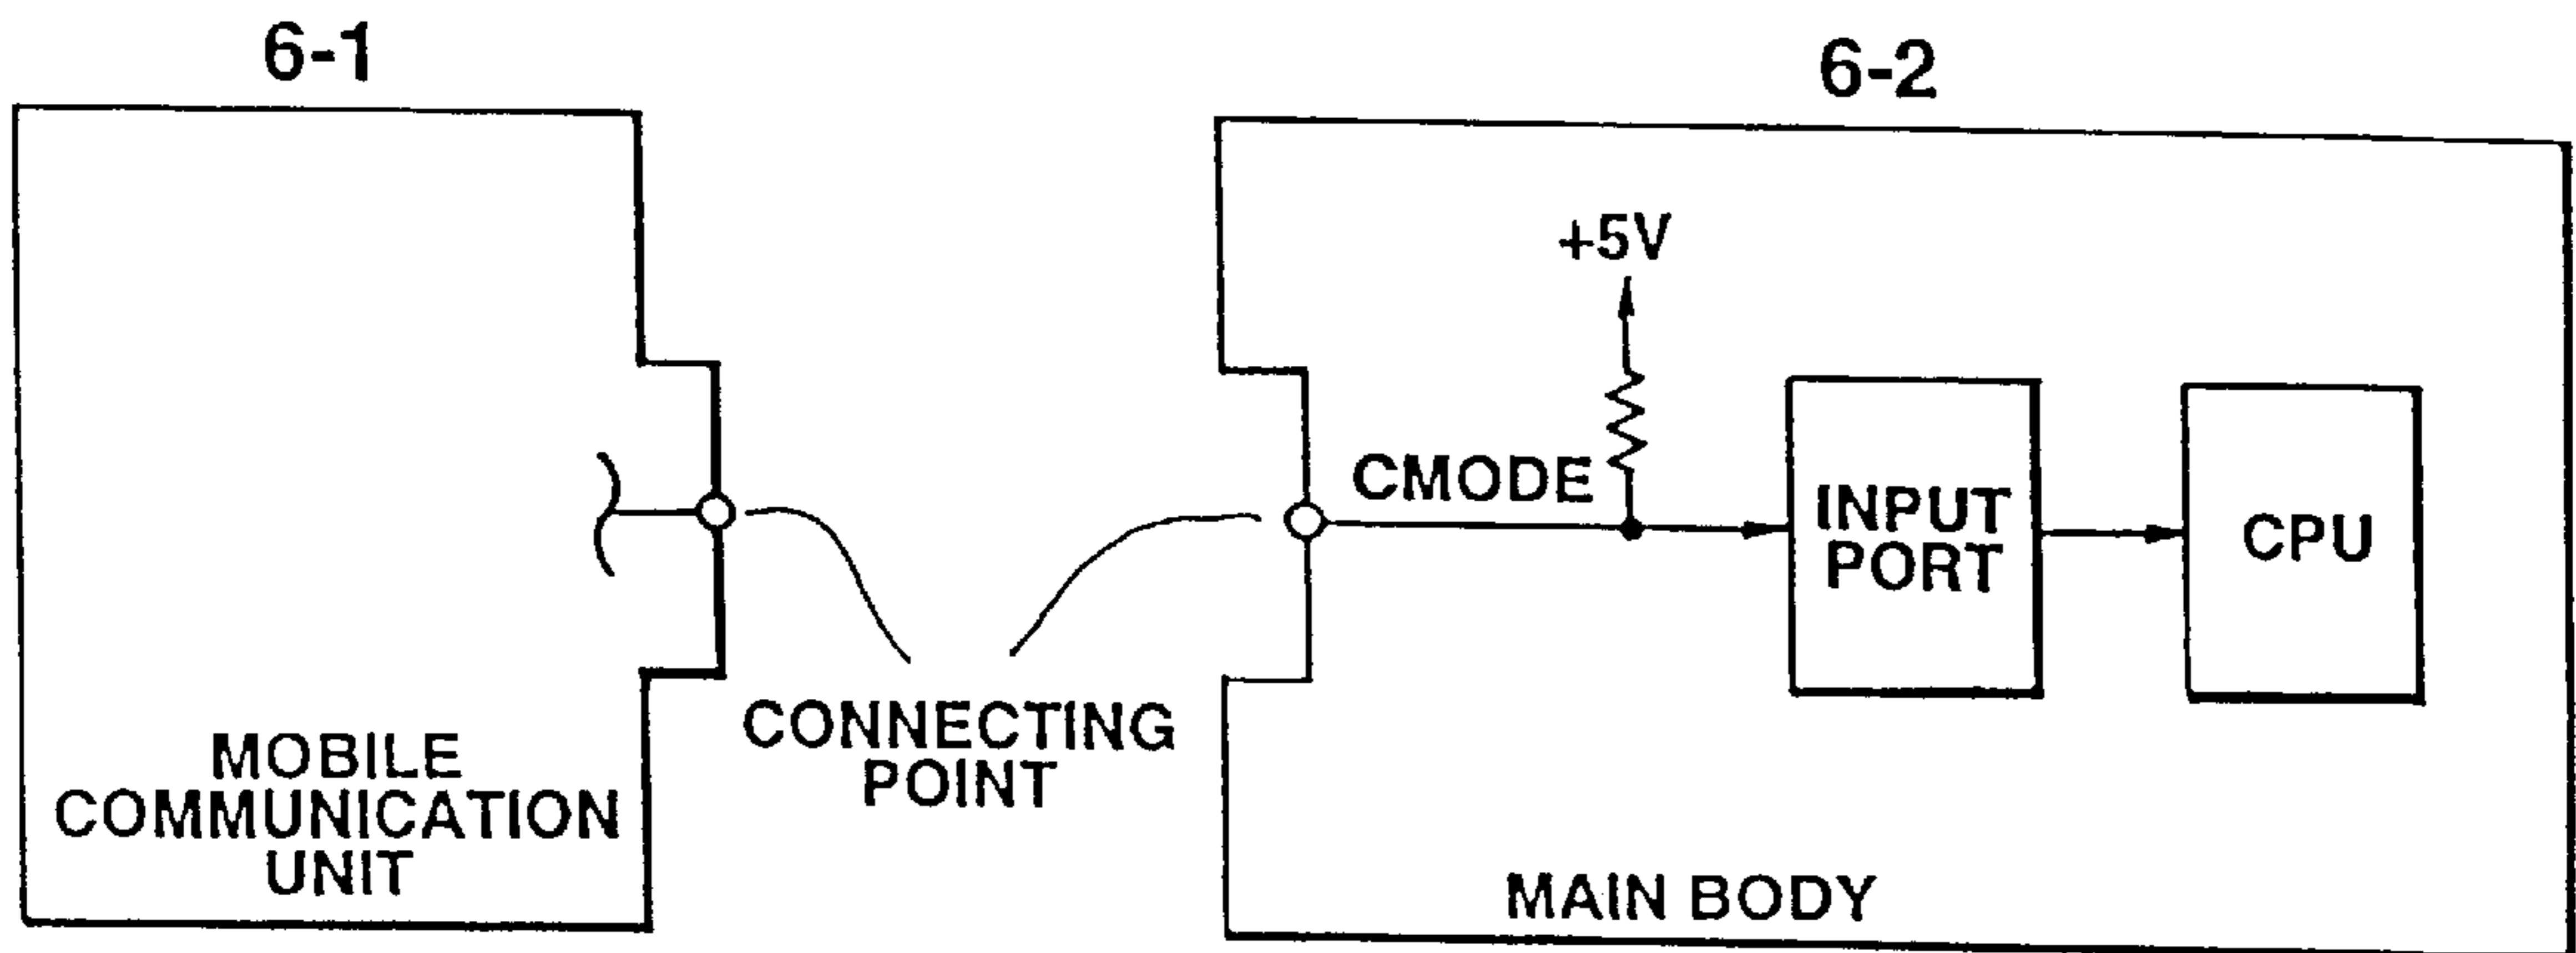 6-1
6-2
+5V
CMODE
INPUT
PORT
CPU
CONNECTING
POINT
MOBILE
COMMUNICATION
UNIT
MAIN BODY